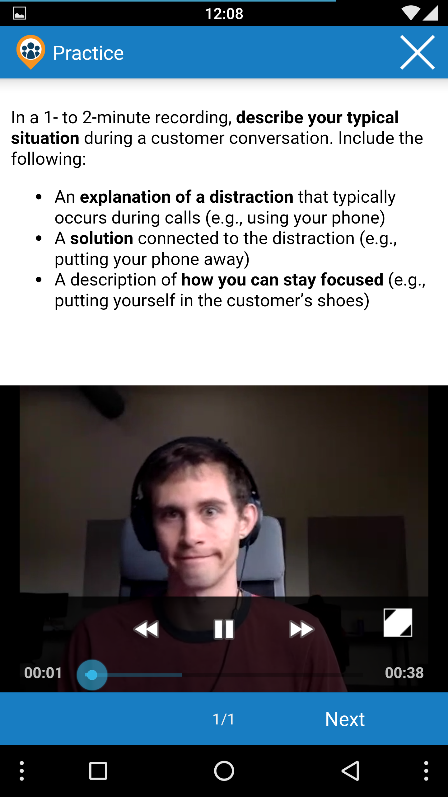 12:08
Practice
In a 1- to 2-minute recording, describe your typical
situation during a customer conversation. Include the
following:
• An explanation of a distraction that typically
occurs during calls (e.g., using your phone)
• A solution connected to the distraction (e.g.,
putting your phone away)
• A description of how you can stay focused (e.g.,
putting yourself in the customer's shoes)
00:01 00:38
1/1 Next